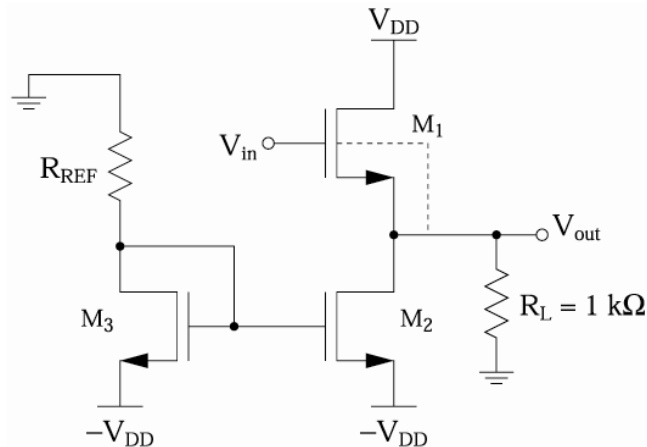 V_DD
M_1
V_in
R_REF
V_out
M_3
M_2
R_L = 1 kΩ
-V_DD
-V_DD